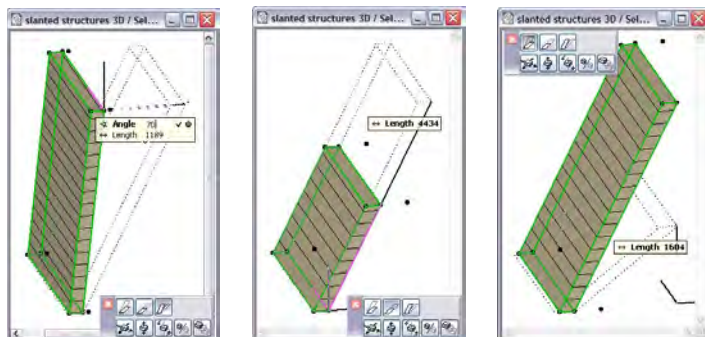 slanted structures 3D / Sel...
Angle 70
Length 1189
slanted structures 3D / Sel...
Length 4434
slanted structures 3D / Sel...
Length 1604